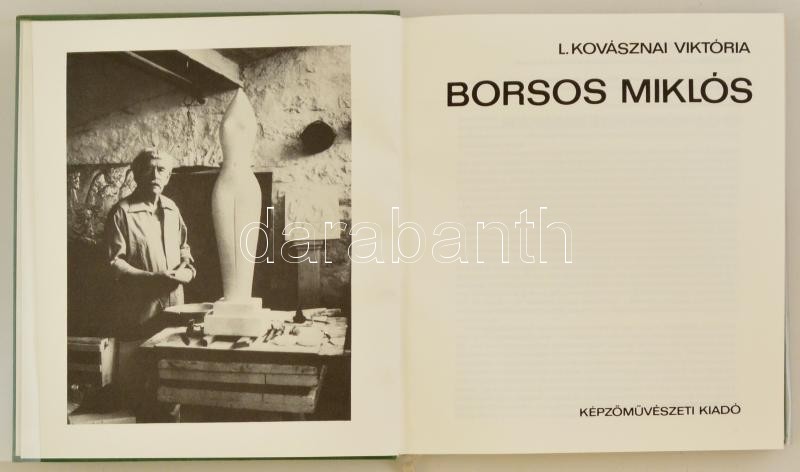 L. KOVÁSZNAI VIKTÓRIA
BORSOS MIKLÓS
darabanth
KÉPZŐMŰVÉSZETI KIADÓ